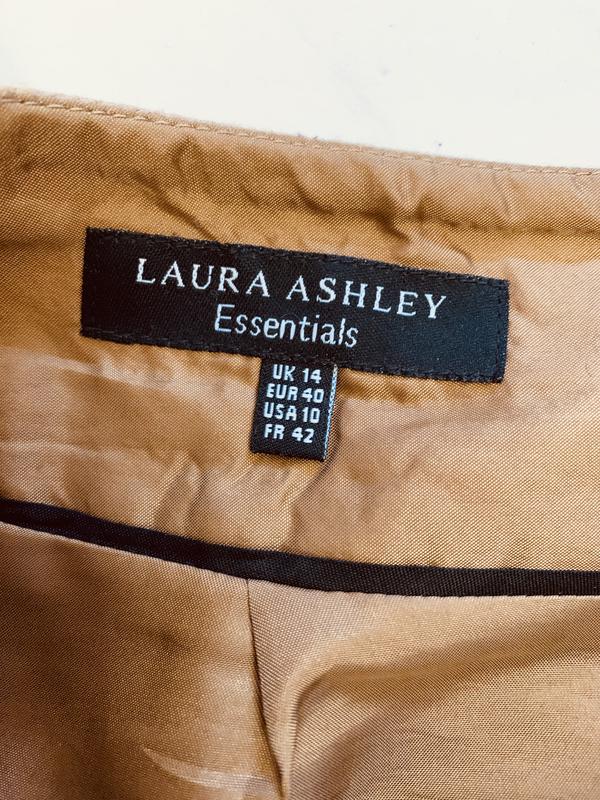 LAURA ASHLEY
Essentials
UK 14
EUR 40
USA 10
FR 42